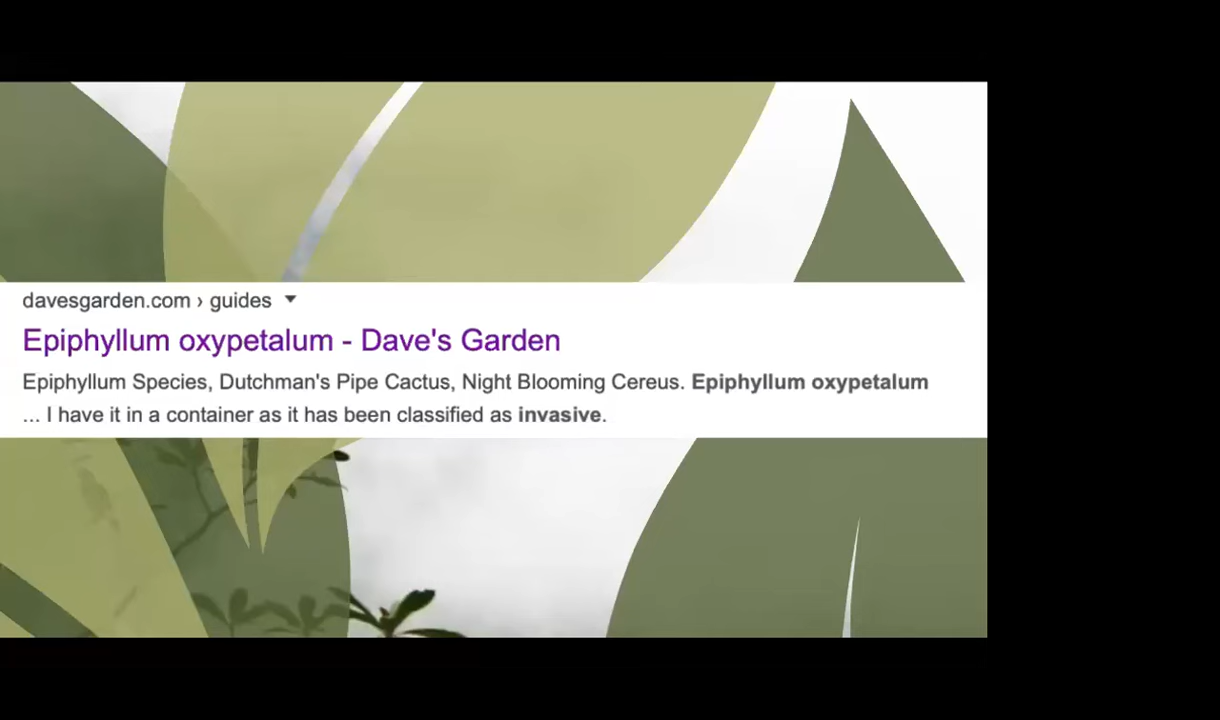 davesgarden.com › guides
Epiphyllum oxypetalum - Dave's Garden
Epiphyllum Species, Dutchman's Pipe Cactus, Night Blooming Cereus. Epiphyllum oxypetalum
... I have it in a container as it has been classified as invasive.